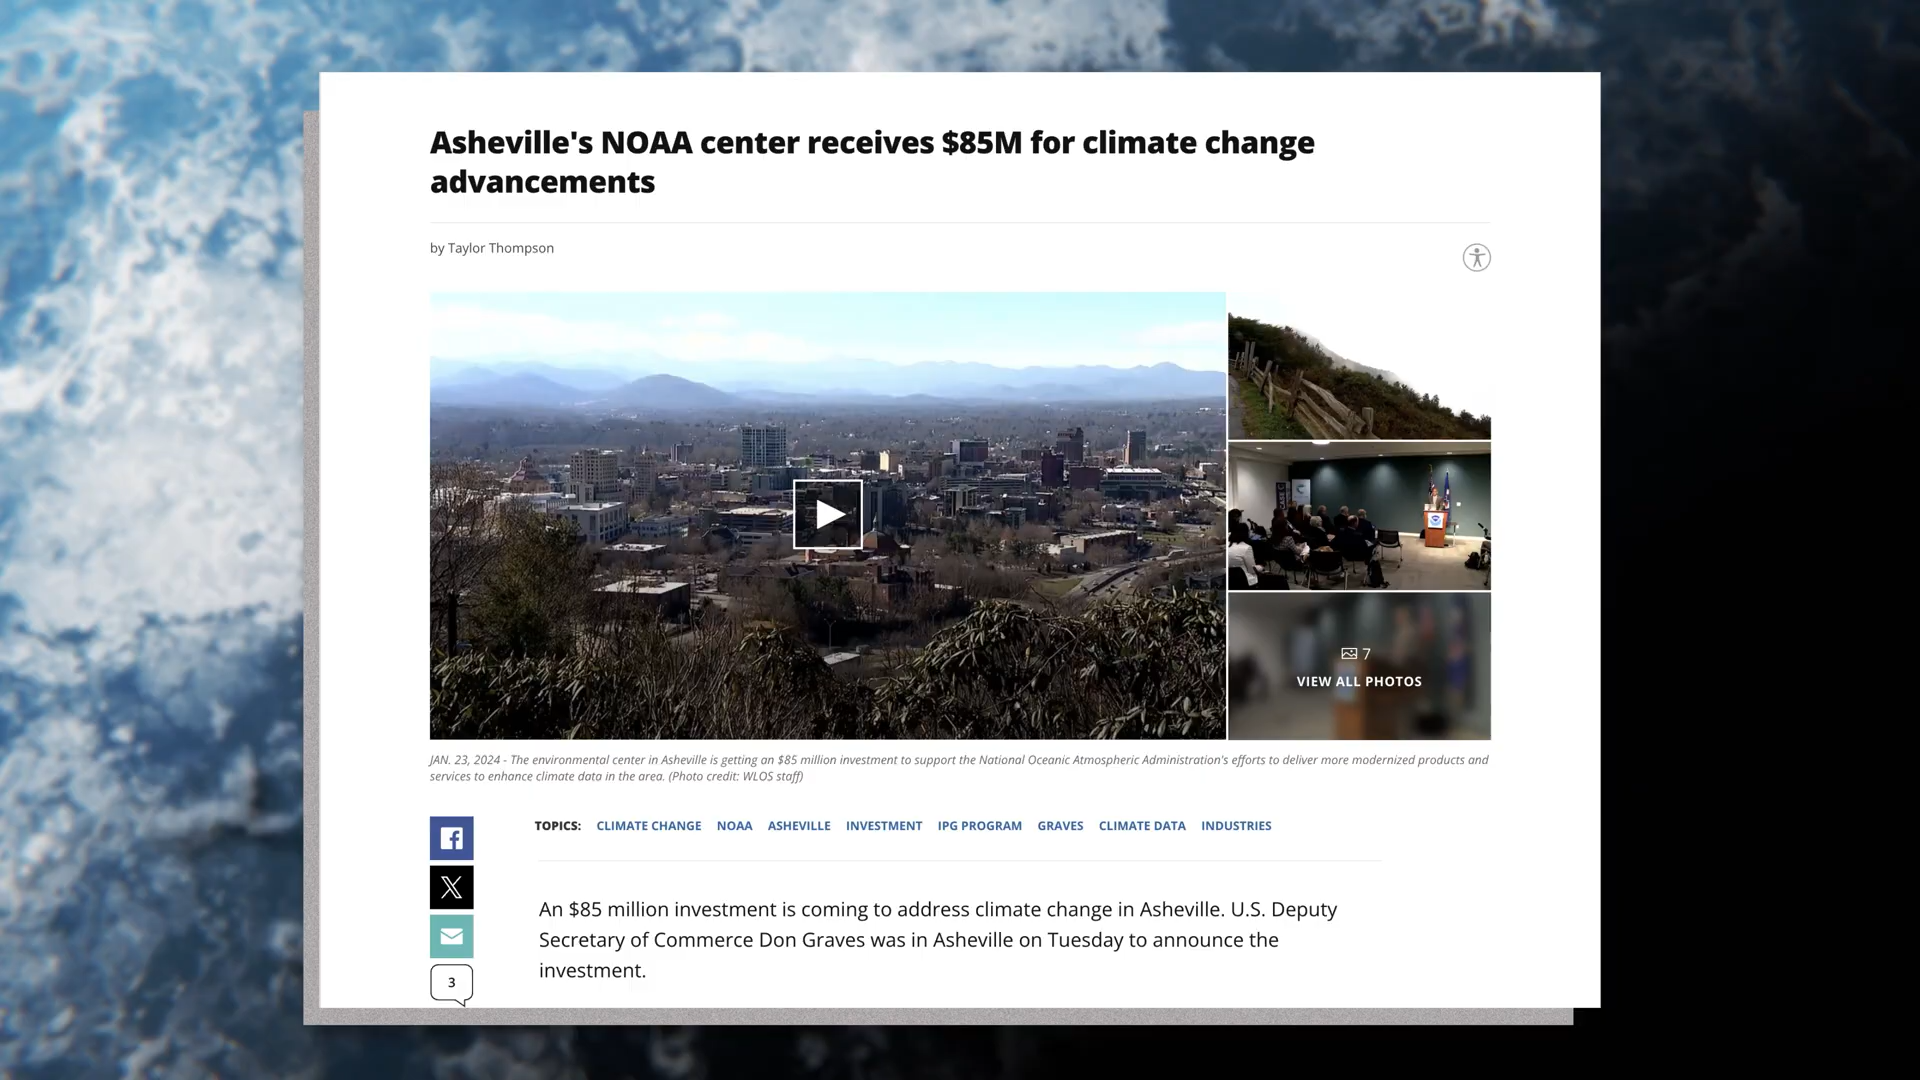 Asheville's NOAA center receives $85M for climate change
advancements
by Taylor Thompson
7
VIEW ALL PHOTOS
JAN. 23, 2024 - The environmental center in Asheville is getting an $85 million investment to support the National Oceanic Atmospheric Administration's efforts to deliver more modernized products and
services to enhance climate data in the area. (Photo credit: WLOS staff)
TOPICS: CLIMATE CHANGE NOAA ASHEVILLE INVESTMENT IPG PROGRAM GRAVES CLIMATE DATA INDUSTRIES
An $85 million investment is coming to address climate change in Asheville. U.S. Deputy
Secretary of Commerce Don Graves was in Asheville on Tuesday to announce the
investment.
3